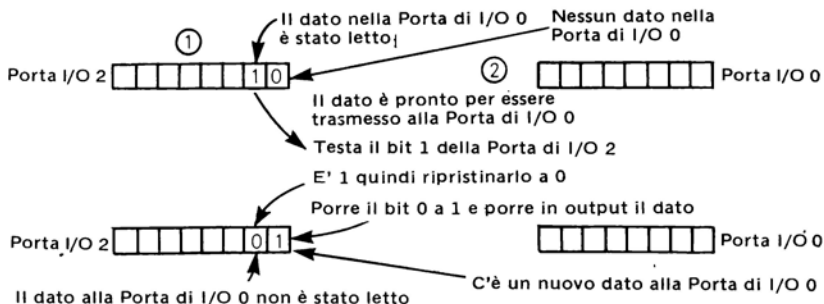 Il dato nella Porta di I/O 0
è stato letto
Nessun dato nella
Porta di I/O 0
1
2
Porta I/O 2
1 0
Porta I/O 0
Il dato è pronto per essere
trasmesso alla Porta di I/O 0
Testa il bit 1 della Porta di I/O 2
E' 1 quindi ripristinarlo a 0
Porre il bit 0 a 1 e porre in output il dato
Porta I/O 2
0 1
Porta I/O 0
C'è un nuovo dato alla Porta di I/O 0
Il dato alla Porta di I/O 0 non è stato letto